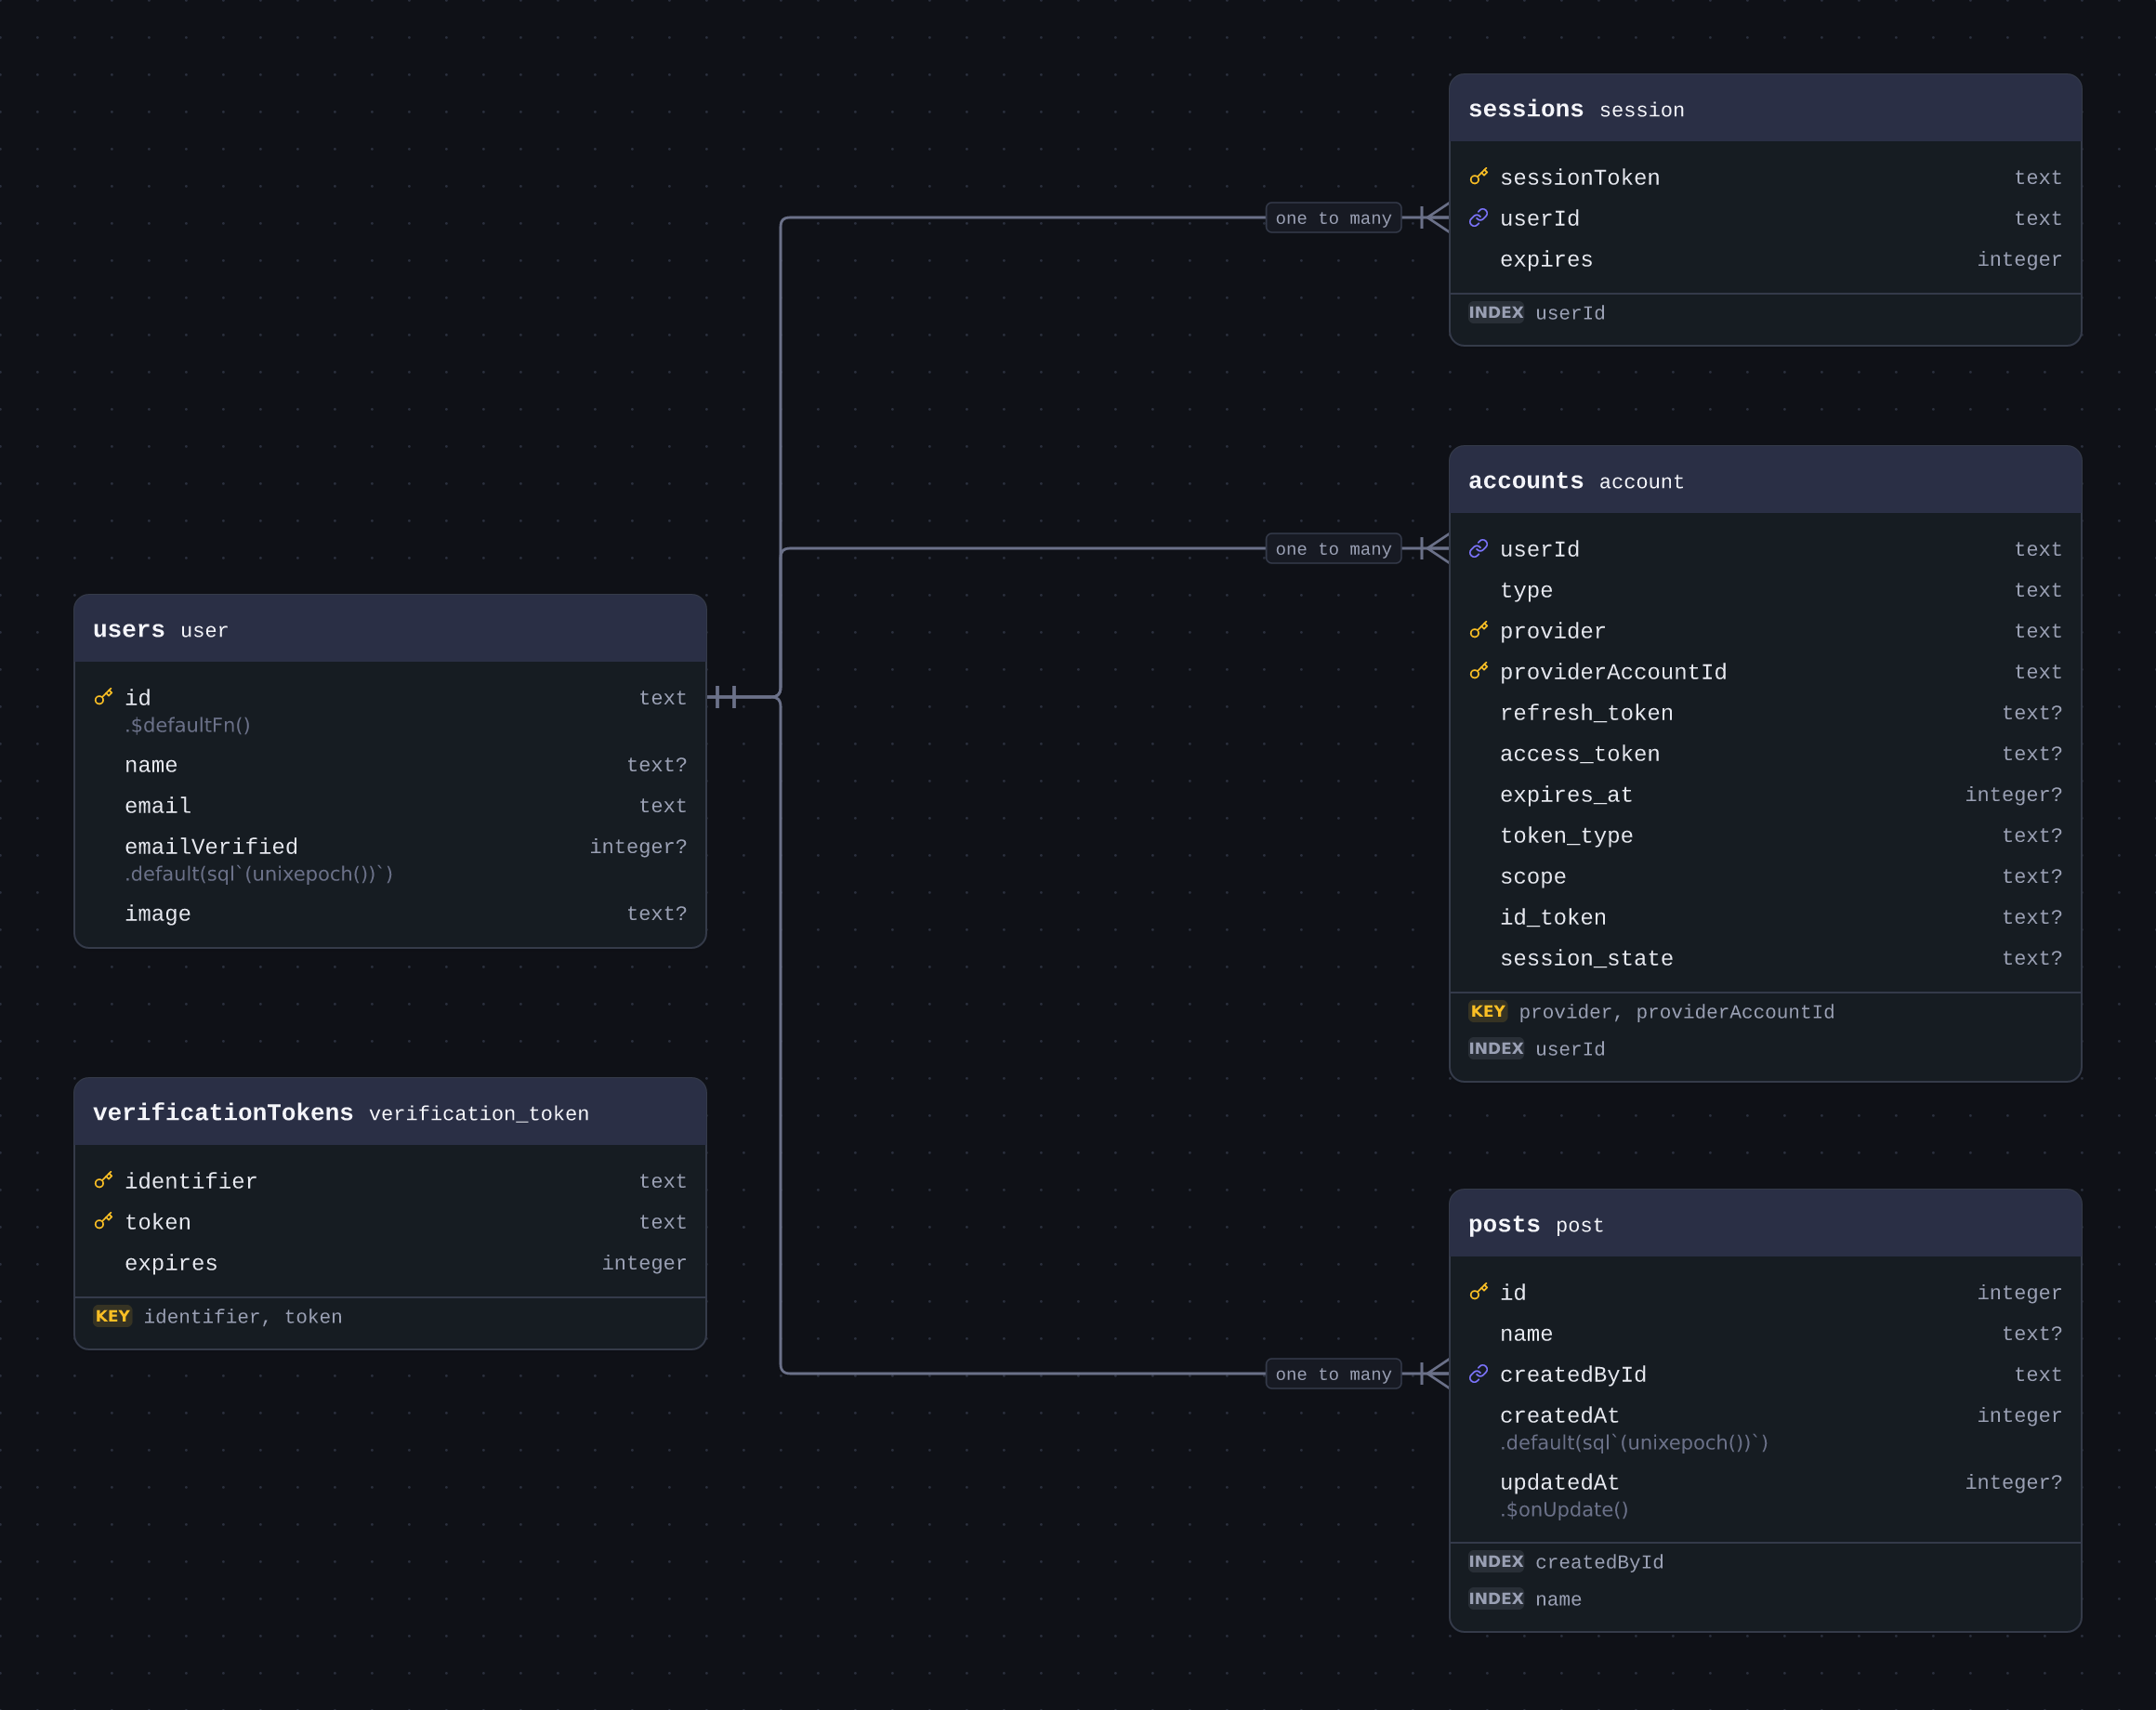 sessions session
sessionToken text
userId text
expires integer
INDEX userId
one to many
accounts account
userId text
type text
provider text
providerAccountId text
refresh_token text?
access_token text?
expires_at integer?
token_type text?
scope text?
id_token text?
session_state text?
KEY provider, providerAccountId
INDEX userId
one to many
users user
id text
.$defaultFn()
name text?
email text
emailVerified integer?
.default(sql`(unixepoch())`)
image text?
verificationTokens verification_token
identifier text
token text
expires integer
KEY identifier, token
one to many
posts post
id integer
name text?
createdById text
createdAt integer
.default(sql`(unixepoch())`)
updatedAt integer?
.$onUpdate()
INDEX createdById
INDEX name